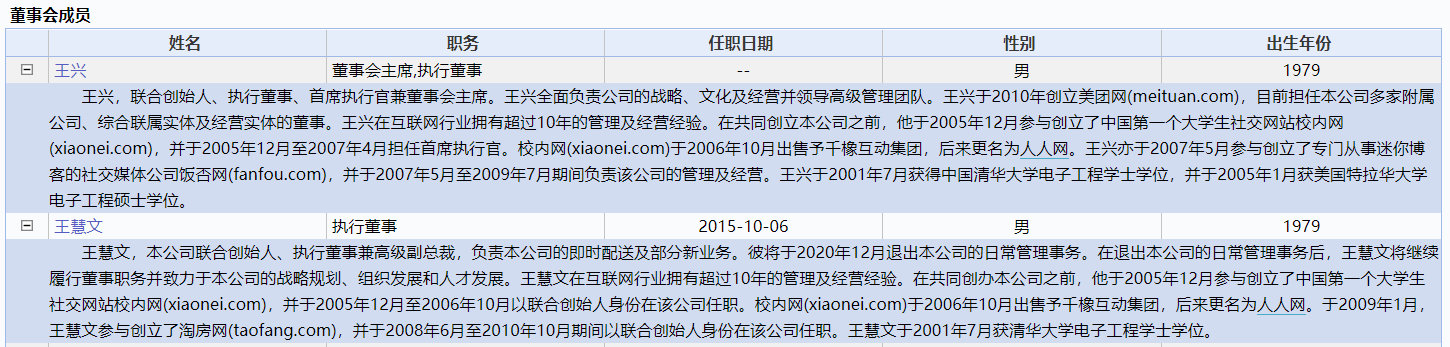 董事会成员
姓名 职务 任职日期 性别 出生年份
王兴 董事会主席,执行董事 -- 男 1979
王兴，联合创始人、执行董事、首席执行官兼董事会主席。王兴全面负责公司的战略、文化及经营并领导高级管理团队。王兴于2010年创立美团网(meituan.com)，目前担任本公司多家附属
公司、综合联属实体及经营实体的董事。王兴在互联网行业拥有超过10年的管理及经营经验。在共同创立本公司之前，他于2005年12月参与创立了中国第一个大学生社交网站校内网
(xiaonei.com)，并于2005年12月至2007年4月担任首席执行官。校内网(xiaonei.com)于2006年10月出售予千橡互动集团，后来更名为人人网。王兴亦于2007年5月参与创立了专门从事迷你博
客的社交媒体公司饭否网(fanfou.com)，并于2007年5月至2009年7月期间负责该公司的管理及经营。王兴于2001年7月获得中国清华大学电子工程学士学位，并于2005年1月获美国特拉华大学
电子工程硕士学位。
王慧文 执行董事 2015-10-06 男 1979
王慧文，本公司联合创始人、执行董事兼高级副总裁，负责本公司的即时配送及部分新业务。彼将于2020年12月退出本公司的日常管理事务。在退出本公司的日常管理事务后，王慧文将继续
履行董事职务并致力于本公司的战略规划、组织发展和人才发展。王慧文在互联网行业拥有超过10年的管理及经营经验。在共同创办本公司之前，他于2005年12月参与创立了中国第一个大学生
社交网站校内网(xiaonei.com)，并于2005年12月至2006年10月以联合创始人身份在该公司任职。校内网(xiaonei.com)于2006年10月出售予千橡互动集团，后来更名为人人网。于2009年1月，
王慧文参与创立了淘房网(taofang.com)，并于2008年6月至2010年10月期间以联合创始人身份在该公司任职。王慧文于2001年7月获清华大学电子工程学士学位。